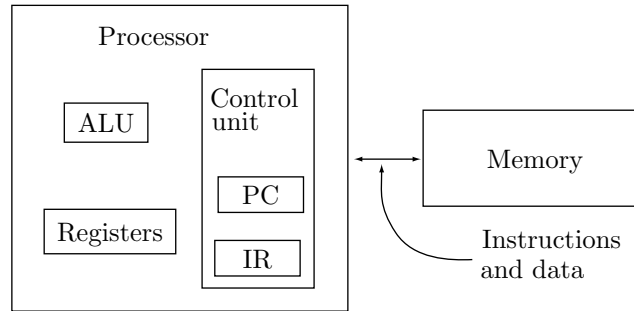 Processor
ALU
Registers
Control
unit
PC
IR
Memory
Instructions
and data